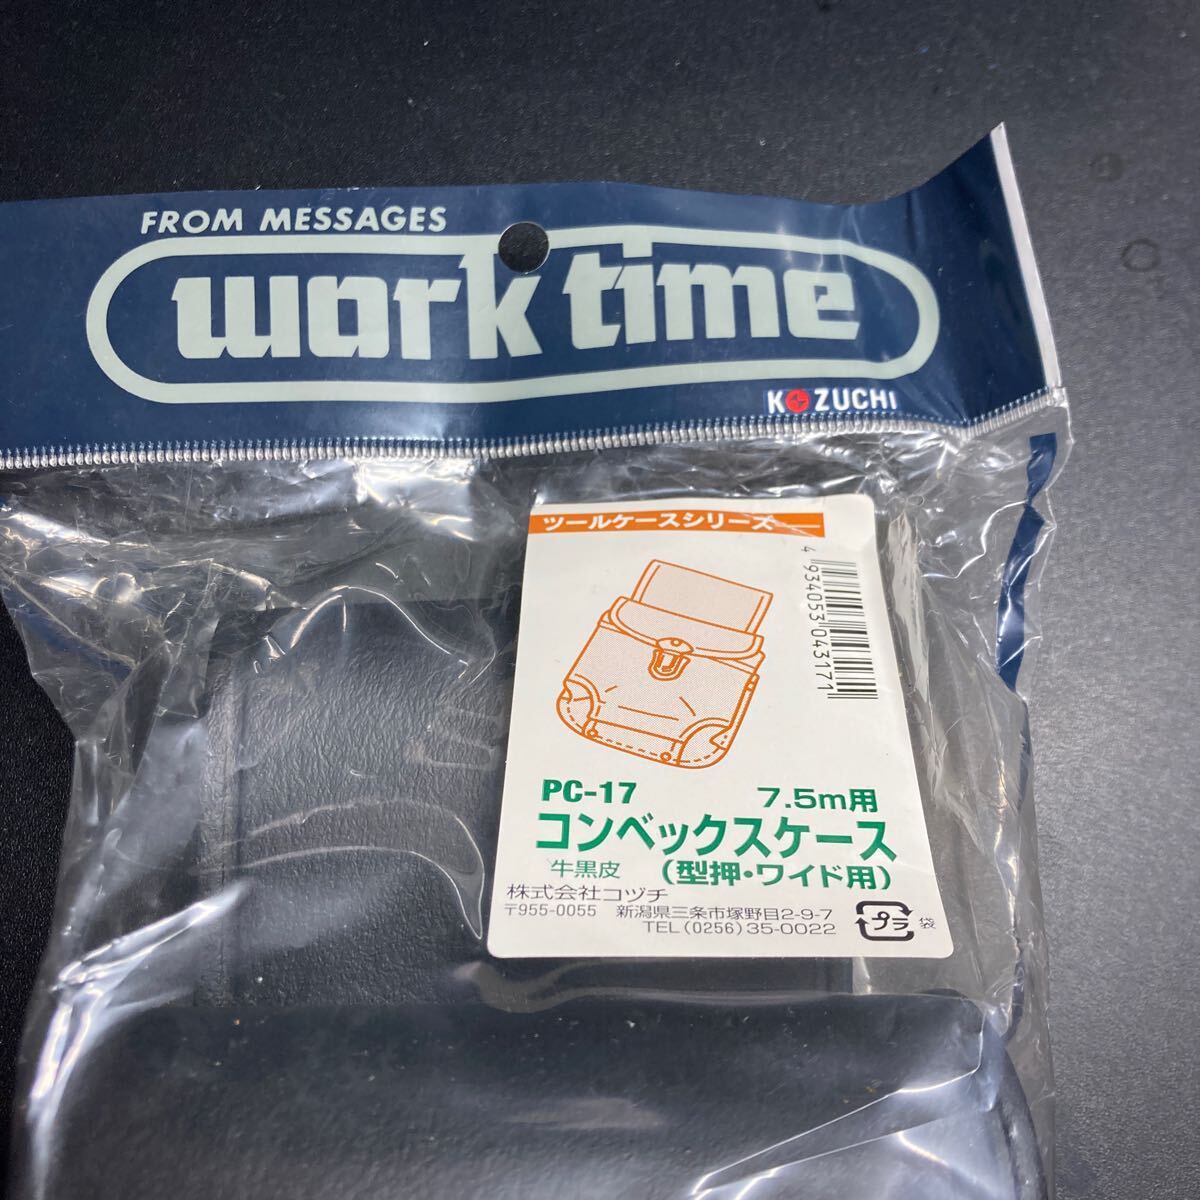 FROM MESSAGES
work time
KOZUCHI
ツールケースシリーズ
4934053043171
PC-17 7.5m用
コンベックスケース
牛黒皮 (型押・ワイド用)
株式会社コヅチ
〒955-0055 新潟県三条市塚野目2-9-7
TEL(0256)35-0022
プラ 袋